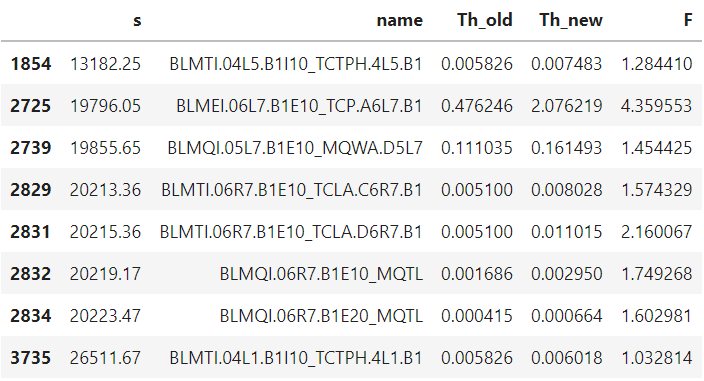 s name Th_old Th_new F
1854 13182.25 BLMTI.04L5.B1I10_TCTPH.4L5.B1 0.005826 0.007483 1.284410
2725 19796.05 BLMEI.06L7.B1E10_TCP.A6L7.B1 0.476246 2.076219 4.359553
2739 19855.65 BLMQI.05L7.B1E10_MQWA.D5L7 0.111035 0.161493 1.454425
2829 20213.36 BLMTI.06R7.B1E10_TCLA.C6R7.B1 0.005100 0.008028 1.574329
2831 20215.36 BLMTI.06R7.B1E10_TCLA.D6R7.B1 0.005100 0.011015 2.160067
2832 20219.17 BLMQI.06R7.B1E10_MQTL 0.001686 0.002950 1.749268
2834 20223.47 BLMQI.06R7.B1E20_MQTL 0.000415 0.000664 1.602981
3735 26511.67 BLMTI.04L1.B1I10_TCTPH.4L1.B1 0.005826 0.006018 1.032814